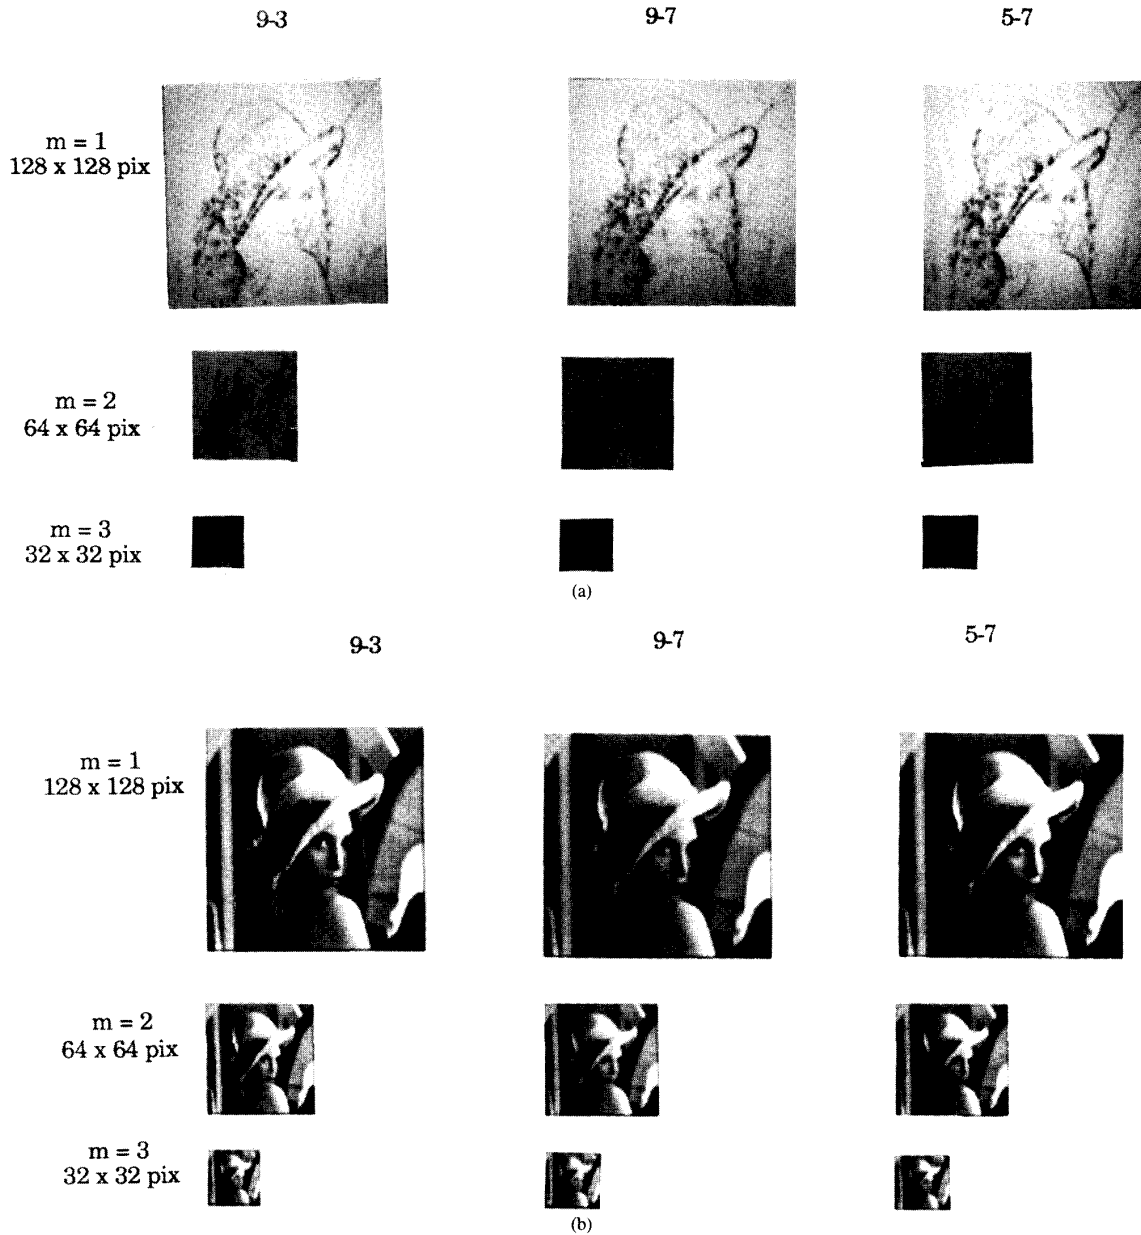 9-3 9-7 5-7
m = 1
128 x 128 pix
m = 2
64 x 64 pix
m = 3
32 x 32 pix
(a)
9-3 9-7 5-7
m = 1
128 x 128 pix
m = 2
64 x 64 pix
m = 3
32 x 32 pix
(b)